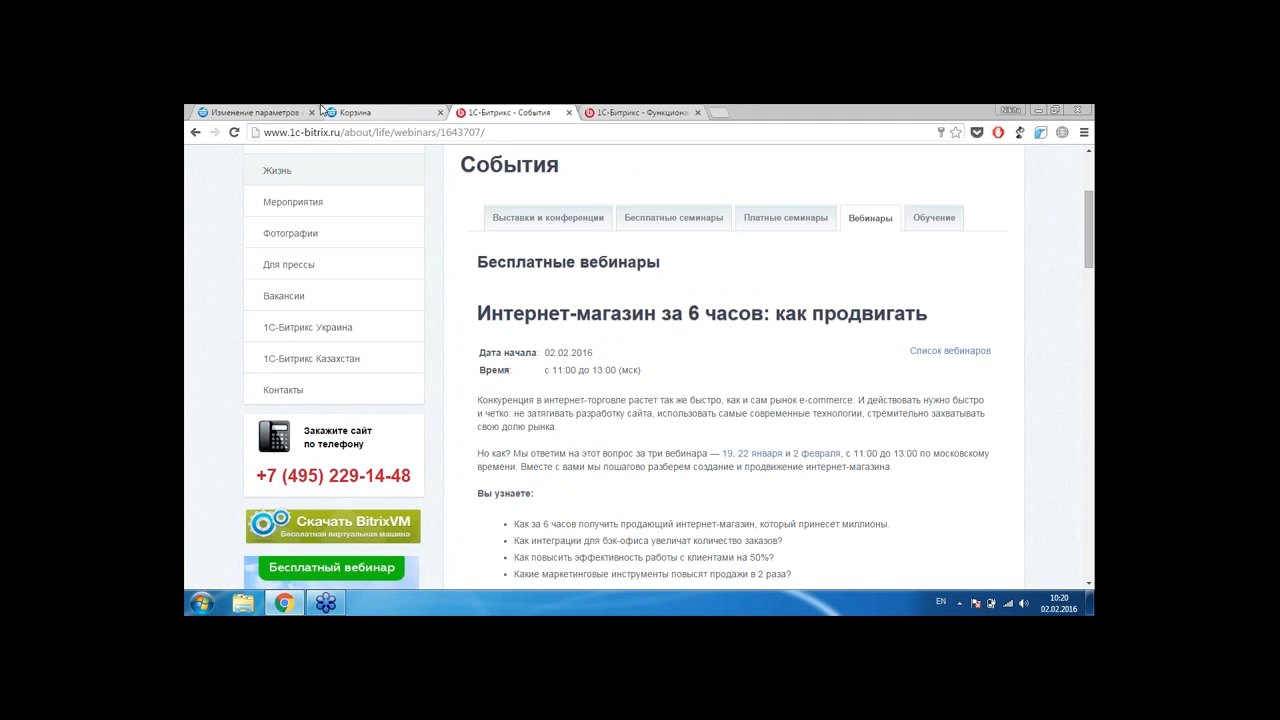 Изменение параметров
Корзина
1С-Битрикс - События
1С-Битрикс - Функциона
www.1c-bitrix.ru/about/life/webinars/1643707/
Жизнь
Мероприятия
Фотографии
Для прессы
Вакансии
1С-Битрикс Украина
1С-Битрикс Казахстан
Контакты
Закажите сайт
по телефону
+7 (495) 229-14-48
Скачать BitrixVM
Бесплатная виртуальная машина
Бесплатный вебинар
События
Выставки и конференции
Бесплатные семинары
Платные семинары
Вебинары
Обучение
Бесплатные вебинары
Интернет-магазин за 6 часов: как продвигать
Дата начала: 02.02.2016
Список вебинаров
Время: с 11:00 до 13:00 (мск)
Конкуренция в интернет-торговле растет так же быстро, как и сам рынок e-commerce. И действовать нужно быстро
и четко: не затягивать разработку сайта, использовать самые современные технологии, стремительно захватывать
свою долю рынка.
Но как? Мы ответим на этот вопрос за три вебинара — 19, 22 января и 2 февраля, с 11:00 до 13:00 по московскому
времени. Вместе с вами мы пошагово разберем создание и продвижение интернет-магазина.
Вы узнаете:
• Как за 6 часов получить продающий интернет-магазин, который принесет миллионы.
• Как интеграции для бэк-офиса увеличат количество заказов?
• Как повысить эффективность работы с клиентами на 50%?
• Какие маркетинговые инструменты повысят продажи в 2 раза?
EN
10:20
02.02.2016